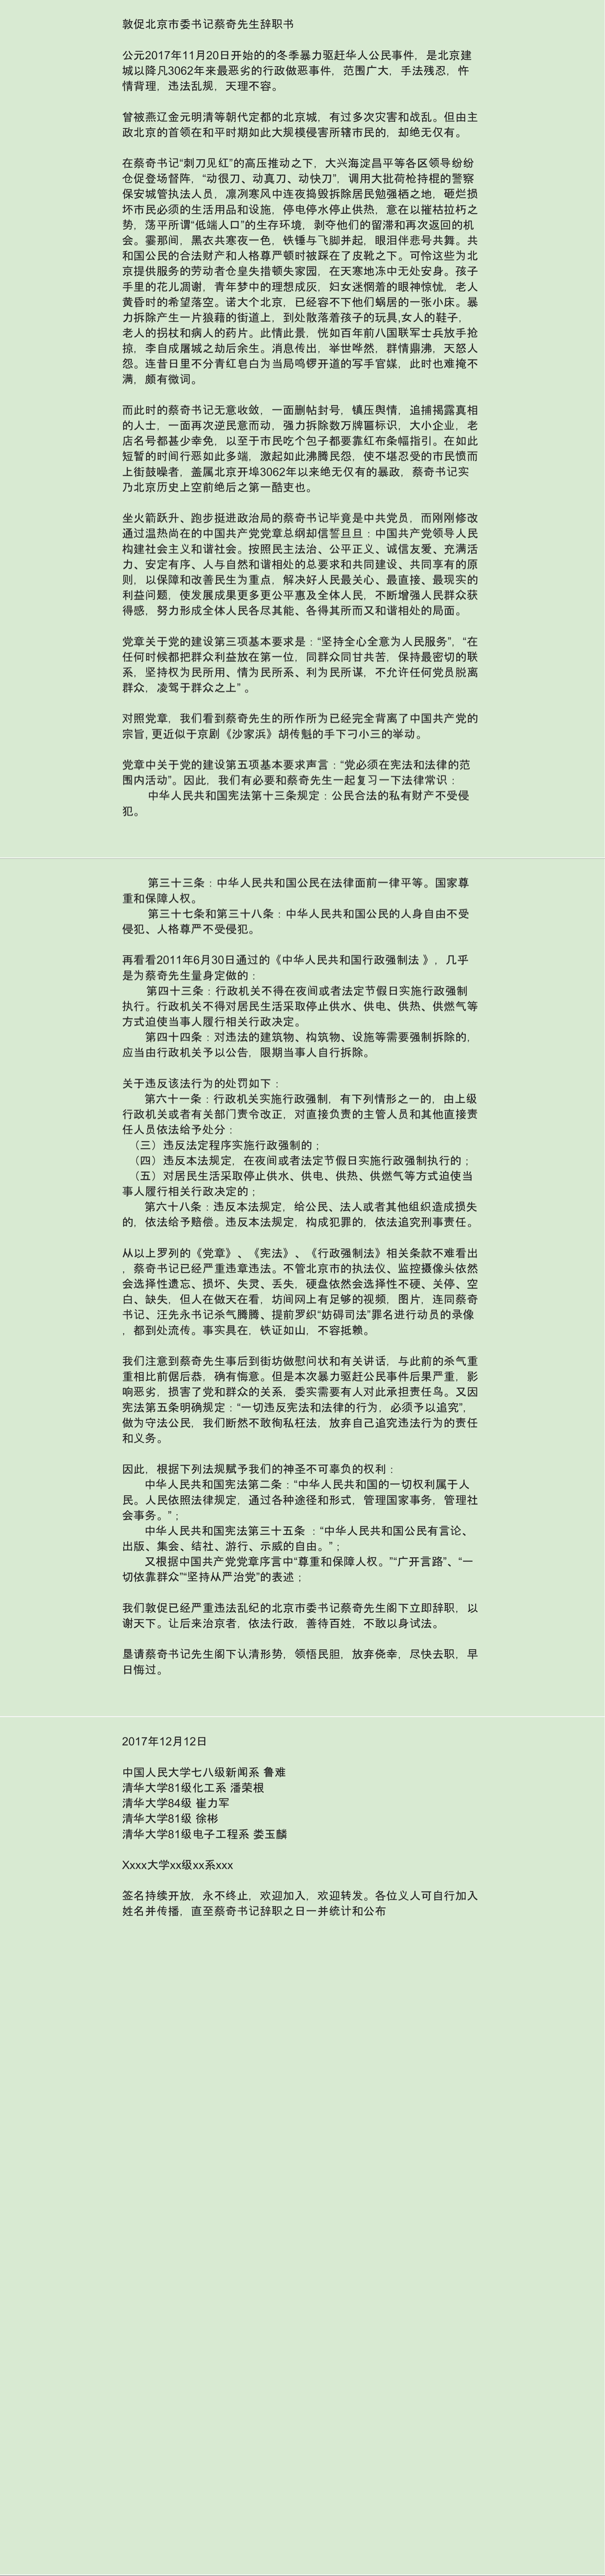 敦促北京市委书记蔡奇先生辞职书
公元2017年11月20日开始的的冬季暴力驱赶华人公民事件，是北京建
城以降凡3062年来最恶劣的行政做恶事件，范围广大，手法残忍，忤
情背理，违法乱规，天理不容。
曾被燕辽金元明清等朝代定都的北京城，有过多次灾害和战乱。但由主
政北京的首领在和平时期如此大规模侵害所辖市民的，却绝无仅有。
在蔡奇书记“刺刀见红”的高压推动之下，大兴海淀昌平等各区领导纷纷
仓促登场督阵，“动很刀、动真刀、动快刀”，调用大批荷枪持棍的警察
保安城管执法人员，凛冽寒风中连夜捣毁拆除居民勉强栖之地，砸烂损
坏市民必须的生活用品和设施，停电停水停止供热，意在以摧枯拉朽之
势，荡平所谓“低端人口”的生存环境，剥夺他们的留滞和再次返回的机
会。霎那间，黑衣共寒夜一色，铁锤与飞脚并起，眼泪伴悲号共舞。共
和国公民的合法财产和人格尊严顿时被踩在了皮靴之下。可怜这些为北
京提供服务的劳动者仓皇失措顿失家园，在天寒地冻中无处安身。孩子
手里的花儿凋谢，青年梦中的理想成灰，妇女迷惘着的眼神惊怳，老人
黄昏时的希望落空。诺大个北京，已经容不下他们蜗居的一张小床。暴
力拆除产生一片狼藉的街道上，到处散落着孩子的玩具,女人的鞋子，
老人的拐杖和病人的药片。此情此景，恍如百年前八国联军士兵放手抢
掠，李自成屠城之劫后余生。消息传出，举世哗然，群情鼎沸，天怒人
怨。连昔日里不分青红皂白为当局鸣锣开道的写手官媒，此时也难掩不
满，颇有微词。
而此时的蔡奇书记无意收敛，一面删帖封号，镇压舆情，追捕揭露真相
的人士，一面再次逆民意而动，强力拆除数万牌匾标识，大小企业，老
店名号都甚少幸免，以至于市民吃个包子都要靠红布条幅指引。在如此
短暂的时间行恶如此多端，激起如此沸腾民怨，使不堪忍受的市民愤而
上街鼓噪者，盖属北京开埠3062年以来绝无仅有的暴政，蔡奇书记实
乃北京历史上空前绝后之第一酷吏也。
坐火箭跃升、跑步挺进政治局的蔡奇书记毕竟是中共党员，而刚刚修改
通过温热尚在的中国共产党党章总纲却信誓旦旦：中国共产党领导人民
构建社会主义和谐社会。按照民主法治、公平正义、诚信友爱、充满活
力、安定有序、人与自然和谐相处的总要求和共同建设、共同享有的原
则，以保障和改善民生为重点，解决好人民最关心、最直接、最现实的
利益问题，使发展成果更多更公平惠及全体人民，不断增强人民群众获
得感，努力形成全体人民各尽其能、各得其所而又和谐相处的局面。
党章关于党的建设第三项基本要求是：“坚持全心全意为人民服务”，“在
任何时候都把群众利益放在第一位，同群众同甘共苦，保持最密切的联
系，坚持权为民所用、情为民所系、利为民所谋，不允许任何党员脱离
群众，凌驾于群众之上” 。
对照党章，我们看到蔡奇先生的所作所为已经完全背离了中国共产党的
宗旨, 更近似于京剧《沙家浜》胡传魁的手下刁小三的举动。
党章中关于党的建设第五项基本要求声言：“党必须在宪法和法律的范
围内活动”。因此，我们有必要和蔡奇先生一起复习一下法律常识：
中华人民共和国宪法第十三条规定：公民合法的私有财产不受侵
犯。
第三十三条：中华人民共和国公民在法律面前一律平等。国家尊
重和保障人权。
第三十七条和第三十八条：中华人民共和国公民的人身自由不受
侵犯、人格尊严不受侵犯。
再看看2011年6月30日通过的《中华人民共和国行政强制法 》，几乎
是为蔡奇先生量身定做的：
第四十三条：行政机关不得在夜间或者法定节假日实施行政强制
执行。行政机关不得对居民生活采取停止供水、供电、供热、供燃气等
方式迫使当事人履行相关行政决定。
第四十四条：对违法的建筑物、构筑物、设施等需要强制拆除的，
应当由行政机关予以公告，限期当事人自行拆除。
关于违反该法行为的处罚如下：
第六十一条：行政机关实施行政强制，有下列情形之一的，由上级
行政机关或者有关部门责令改正，对直接负责的主管人员和其他直接责
任人员依法给予处分：
（三）违反法定程序实施行政强制的；
（四）违反本法规定，在夜间或者法定节假日实施行政强制执行的；
（五）对居民生活采取停止供水、供电、供热、供燃气等方式迫使当
事人履行相关行政决定的；
第六十八条：违反本法规定，给公民、法人或者其他组织造成损失
的，依法给予赔偿。违反本法规定，构成犯罪的，依法追究刑事责任。
从以上罗列的《党章》、《宪法》、《行政强制法》相关条款不难看出
，蔡奇书记已经严重违章违法。不管北京市的执法仪、监控摄像头依然
会选择性遗忘、损坏、失灵、丢失，硬盘依然会选择性不硬、关停、空
白、缺失，但人在做天在看，坊间网上有足够的视频，图片，连同蔡奇
书记、汪先永书记杀气腾腾、提前罗织“妨碍司法”罪名进行动员的录像
，都到处流传。事实具在，铁证如山，不容抵赖。
我们注意到蔡奇先生事后到街坊做慰问状和有关讲话，与此前的杀气重
重相比前倨后恭，确有悔意。但是本次暴力驱赶公民事件后果严重，影
响恶劣，损害了党和群众的关系，委实需要有人对此承担责任鸟。又因
宪法第五条明确规定：“一切违反宪法和法律的行为，必须予以追究”，
做为守法公民，我们断然不敢徇私枉法，放弃自己追究违法行为的责任
和义务。
因此，根据下列法规赋予我们的神圣不可辜负的权利：
中华人民共和国宪法第二条：“中华人民共和国的一切权利属于人
民。人民依照法律规定，通过各种途径和形式，管理国家事务，管理社
会事务。”；
中华人民共和国宪法第三十五条 ：“中华人民共和国公民有言论、
出版、集会、结社、游行、示威的自由。”；
又根据中国共产党党章序言中“尊重和保障人权。”“广开言路”、“一
切依靠群众”“坚持从严治党”的表述；
我们敦促已经严重违法乱纪的北京市委书记蔡奇先生阁下立即辞职，以
谢天下。让后来治京者，依法行政，善待百姓，不敢以身试法。
垦请蔡奇书记先生阁下认清形势，领悟民胆，放弃侥幸，尽快去职，早
日悔过。
2017年12月12日
中国人民大学七八级新闻系 鲁难
清华大学81级化工系 潘荣根
清华大学84级 崔力军
清华大学81级 徐彬
清华大学81级电子工程系 娄玉麟
Xxxx大学xx级xx系xxx
签名持续开放，永不终止，欢迎加入，欢迎转发。各位义人可自行加入
姓名并传播，直至蔡奇书记辞职之日一并统计和公布